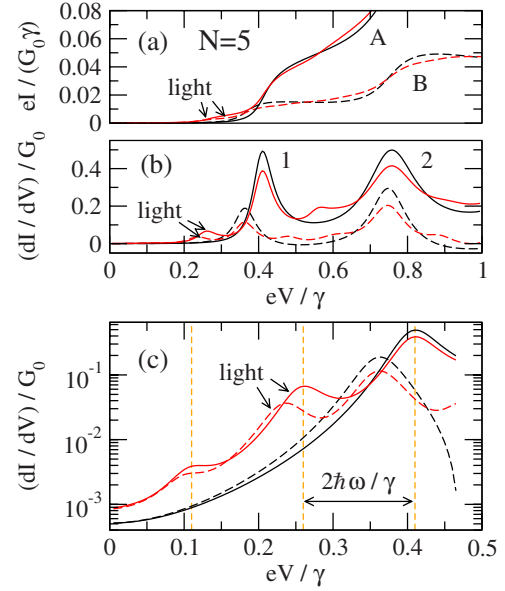 (a) N=5 A
light B
eI / (G₀γ)
0.08
0.06
0.04
0.02
0
(b) 1 2
light
(dI / dV) / G₀
0.4
0.2
0
0 0.2 0.4 0.6 0.8 1
eV / γ
(c)
light
2ħω / γ
(dI / dV) / G₀
10⁻¹
10⁻²
10⁻³
0 0.1 0.2 0.3 0.4 0.5
eV / γ